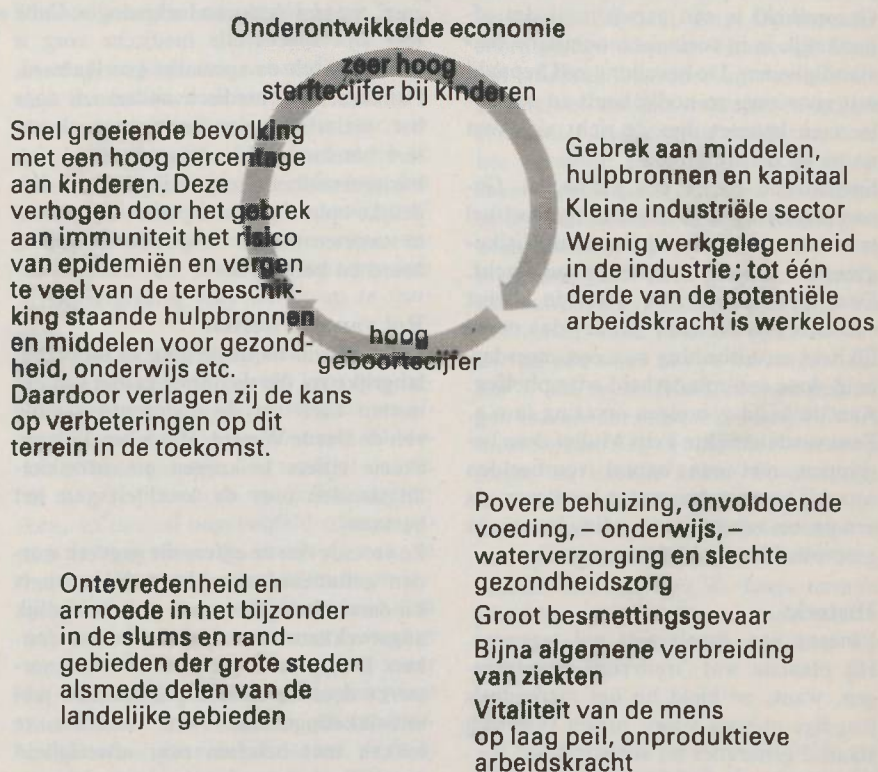 Onderontwikkelde economie
zeer hoog
sterftecijfer bij kinderen
Snel groeiende bevolking
met een hoog percentage
aan kinderen. Deze
verhogen door het gebrek
aan immuniteit het risico
van epidemiën en vergen
te veel van de terbeschik-
king staande hulpbronnen
en middelen voor gezond-
heid, onderwijs etc.
Daardoor verlagen zij de kans
op verbeteringen op dit
terrein in de toekomst.
Gebrek aan middelen,
hulpbronnen en kapitaal
Kleine industriële sector
Weinig werkgelegenheid
in de industrie; tot één
derde van de potentiële
arbeidskracht is werkeloos
hoog
geboortecijfer
Ontevredenheid en
armoede in het bijzonder
in de slums en rand-
gebieden der grote steden
alsmede delen van de
landelijke gebieden
Povere behuizing, onvoldoende
voeding, – onderwijs, –
waterverzorging en slechte
gezondheidszorg
Groot besmettingsgevaar
Bijna algemene verbreiding
van ziekten
Vitaliteit van de mens
op laag peil, onproduktieve
arbeidskracht